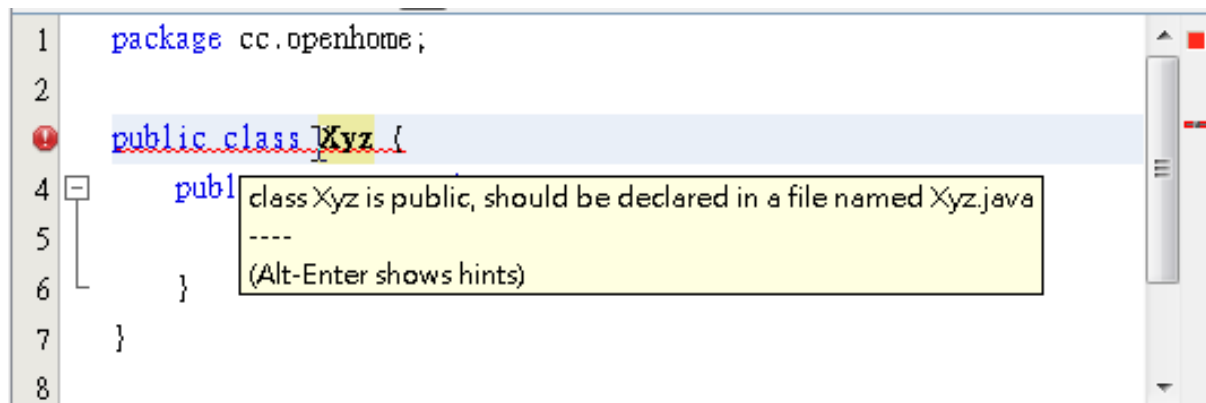 1 package cc.openhome;
2
public class Xyz {
4 publ
class Xyz is public, should be declared in a file named Xyz.java
5
----
6 }
(Alt-Enter shows hints)
7 }
8